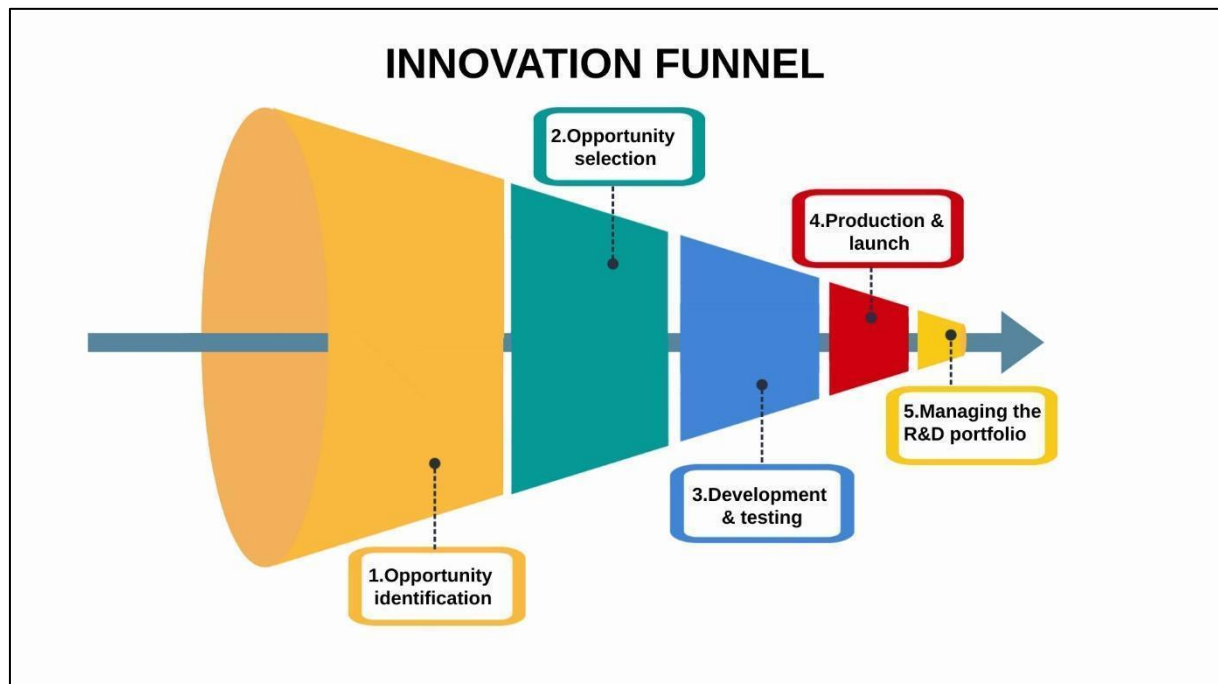 INNOVATION FUNNEL
1.Opportunity
identification
2.Opportunity
selection
3.Development
& testing
4.Production &
launch
5.Managing the
R&D portfolio